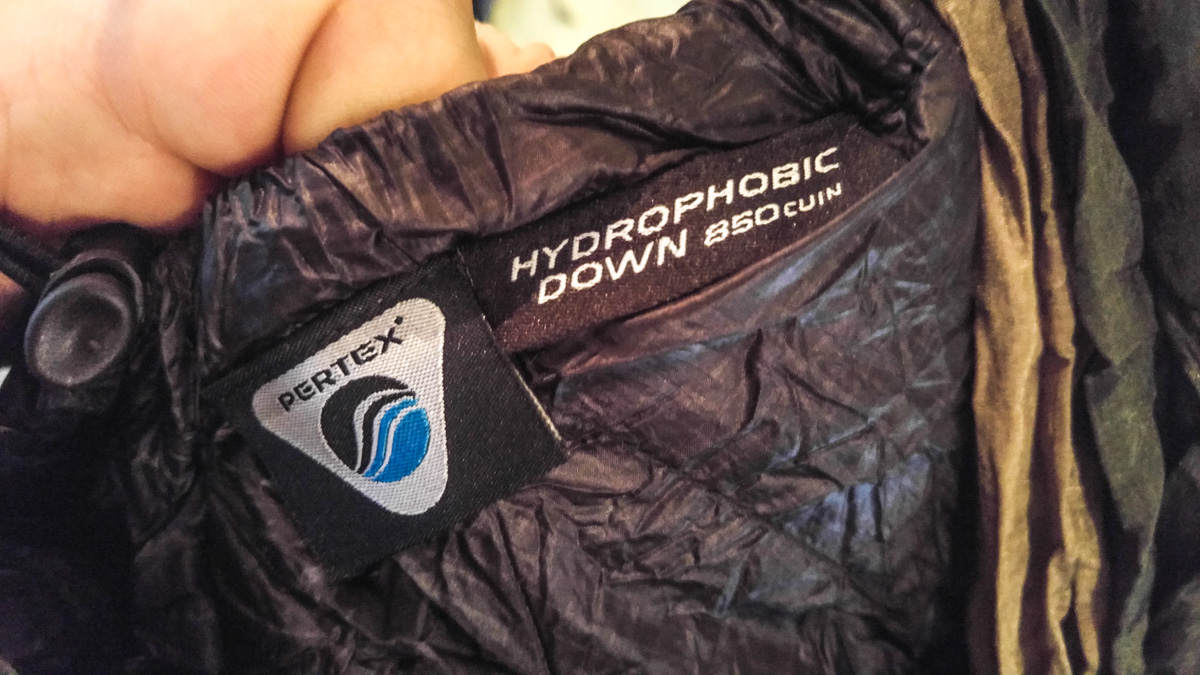 HYDROPHOBIC
DOWN 850CUIN
PERTEX